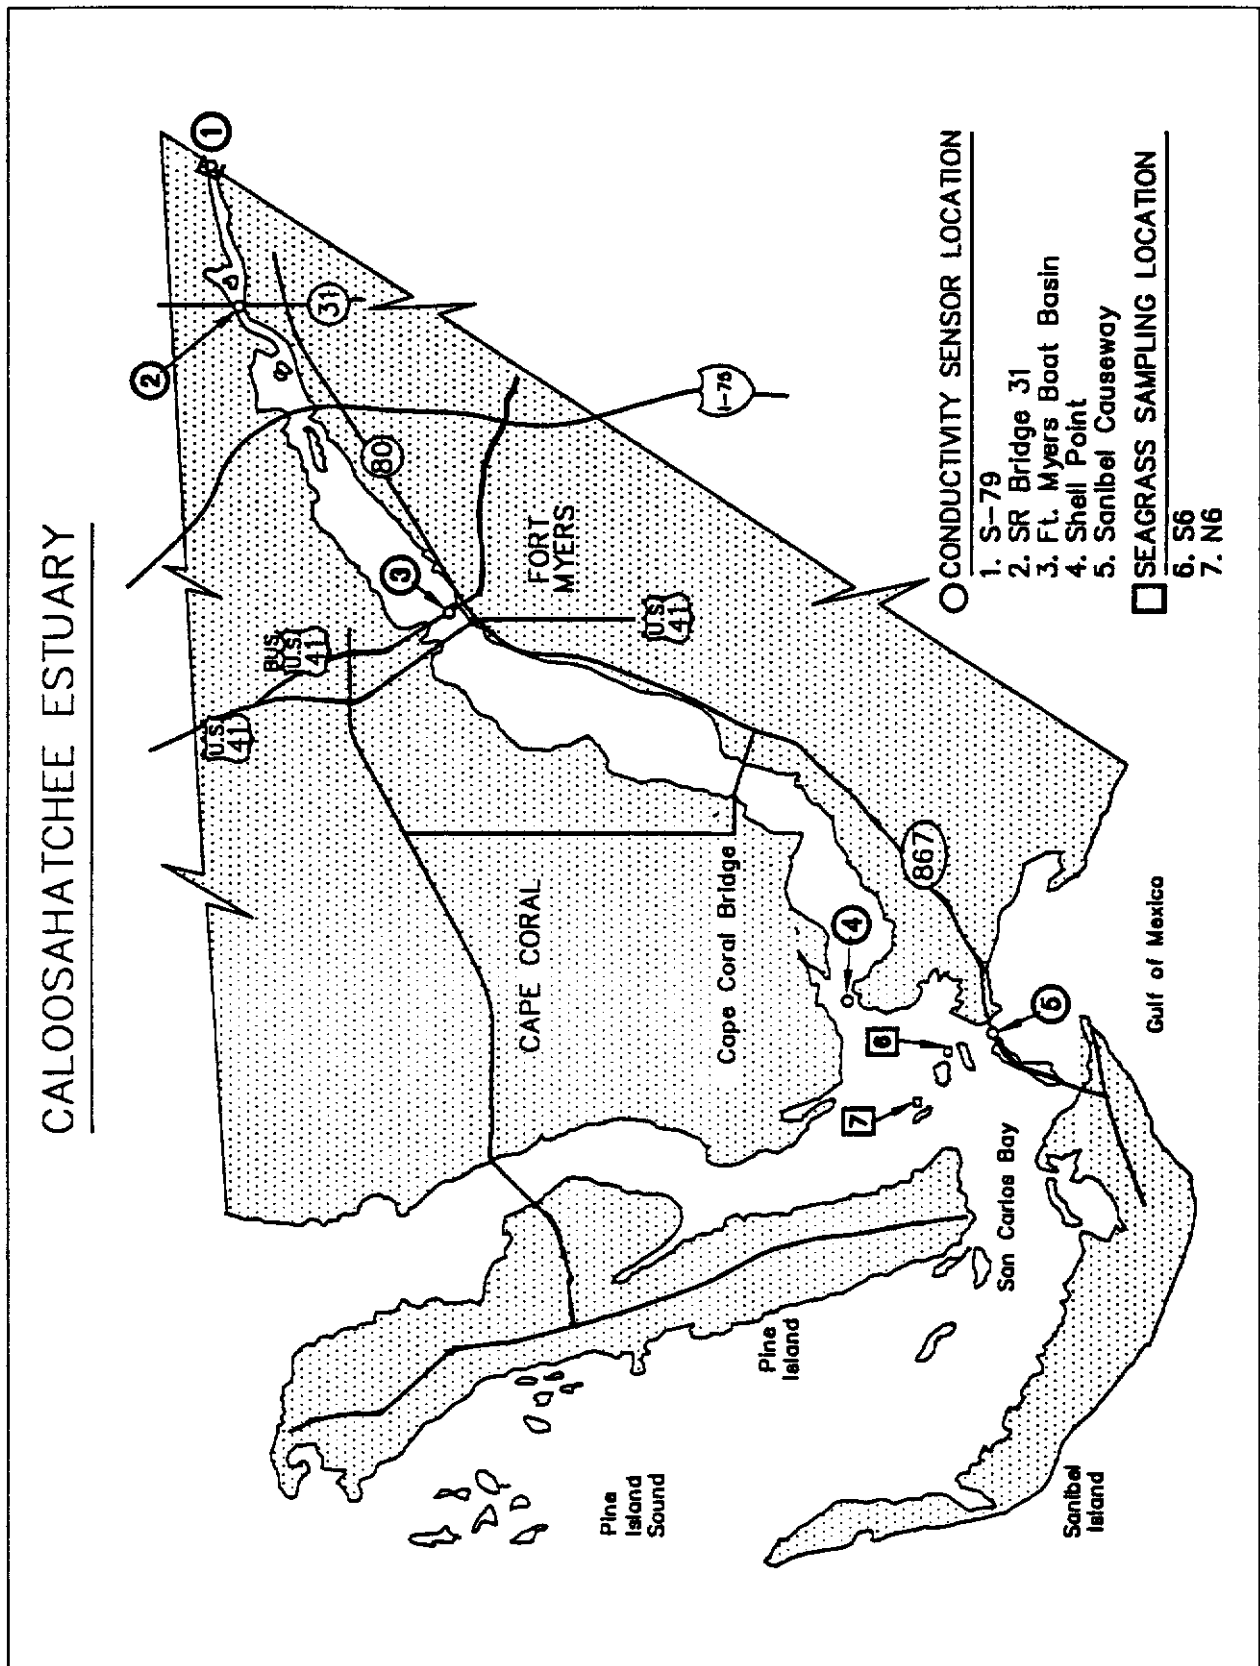 CALOOSAHATCHEE ESTUARY
1
2
31
80
I-75
3
FORT
MYERS
BUS.
U.S.
41
U.S.
41
U.S.
41
CAPE CORAL
Cape Coral Bridge
867
4
5
6
7
Gulf of Mexico
San Carlos Bay
Pine
Island
Pine
Island
Sound
Sanibel
Island
CONDUCTIVITY SENSOR LOCATION
1. S-79
2. SR Bridge 31
3. Ft. Myers Boat Basin
4. Shell Point
5. Sanibel Causeway
SEAGRASS SAMPLING LOCATION
6. S6
7. N6